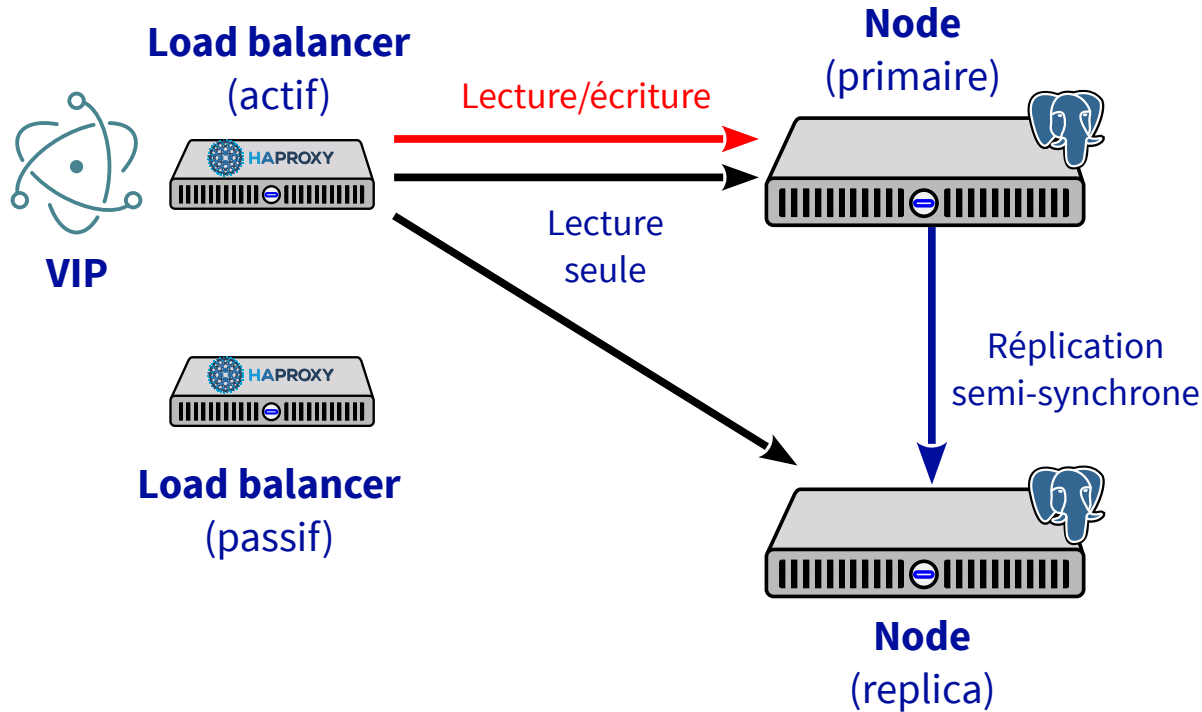 Load balancer
(actif)
HAPROXY
VIP
Lecture/écriture
Lecture
seule
Node
(primaire)
Réplication
semi-synchrone
HAPROXY
Load balancer
(passif)
Node
(replica)